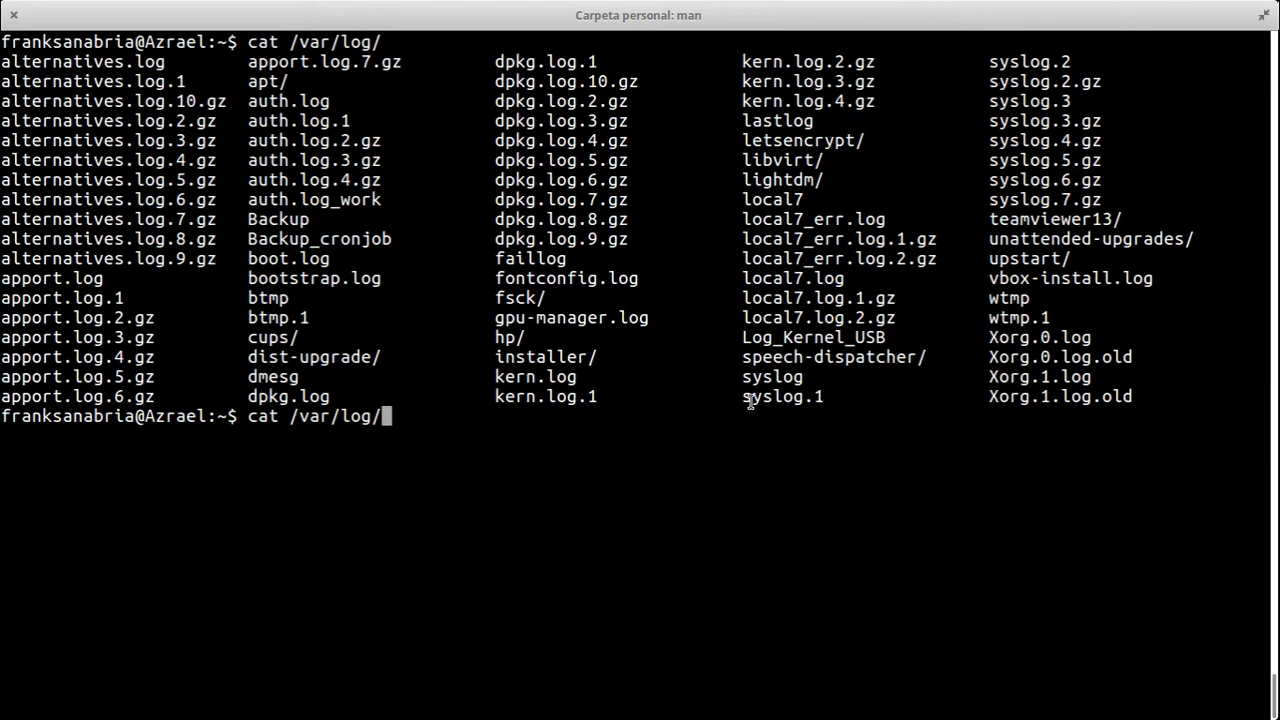 Carpeta personal: man
franksanabria@Azrael:~$ cat /var/log/
alternatives.log apport.log.7.gz dpkg.log.1 kern.log.2.gz syslog.2
alternatives.log.1 apt/ dpkg.log.10.gz kern.log.3.gz syslog.2.gz
alternatives.log.10.gz auth.log dpkg.log.2.gz kern.log.4.gz syslog.3
alternatives.log.2.gz auth.log.1 dpkg.log.3.gz lastlog syslog.3.gz
alternatives.log.3.gz auth.log.2.gz dpkg.log.4.gz letsencrypt/ syslog.4.gz
alternatives.log.4.gz auth.log.3.gz dpkg.log.5.gz libvirt/ syslog.5.gz
alternatives.log.5.gz auth.log.4.gz dpkg.log.6.gz lightdm/ syslog.6.gz
alternatives.log.6.gz auth.log_work dpkg.log.7.gz local7 syslog.7.gz
alternatives.log.7.gz Backup dpkg.log.8.gz local7_err.log teamviewer13/
alternatives.log.8.gz Backup_cronjob dpkg.log.9.gz local7_err.log.1.gz unattended-upgrades/
alternatives.log.9.gz boot.log faillog local7_err.log.2.gz upstart/
apport.log bootstrap.log fontconfig.log local7.log vbox-install.log
apport.log.1 btmp fsck/ local7.log.1.gz wtmp
apport.log.2.gz btmp.1 gpu-manager.log local7.log.2.gz wtmp.1
apport.log.3.gz cups/ hp/ Log_Kernel_USB Xorg.0.log
apport.log.4.gz dist-upgrade/ installer/ speech-dispatcher/ Xorg.0.log.old
apport.log.5.gz dmesg kern.log syslog Xorg.1.log
apport.log.6.gz dpkg.log kern.log.1 syslog.1 Xorg.1.log.old
franksanabria@Azrael:~$ cat /var/log/